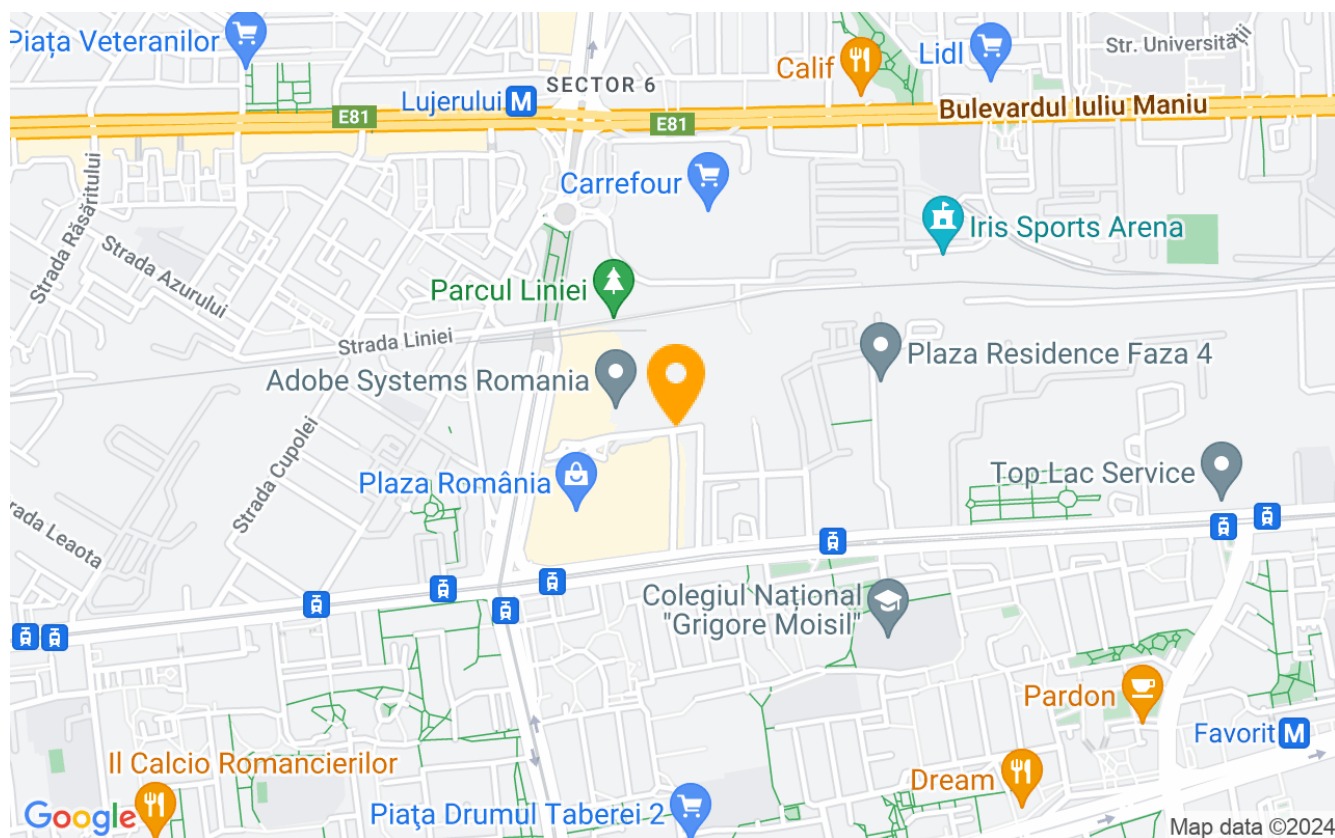 Piața Veteranilor
Calif
Lidl
Str. Universității
SECTOR 6
Lujerului
M
E81
E81
Bulevardul Iuliu Maniu
Carrefour
Strada Răsăritului
Strada Azurului
Iris Sports Arena
Parcul Liniei
Strada Liniei
Adobe Systems Romania
Plaza Residence Faza 4
Strada Cupolei
Plaza România
Top Lac Service
rada Leaota
Colegiul Național
"Grigore Moisil"
Pardon
Favorit
M
Il Calcio Romancierilor
Dream
Piaţa Drumul Taberei 2
Google
Map data ©2024